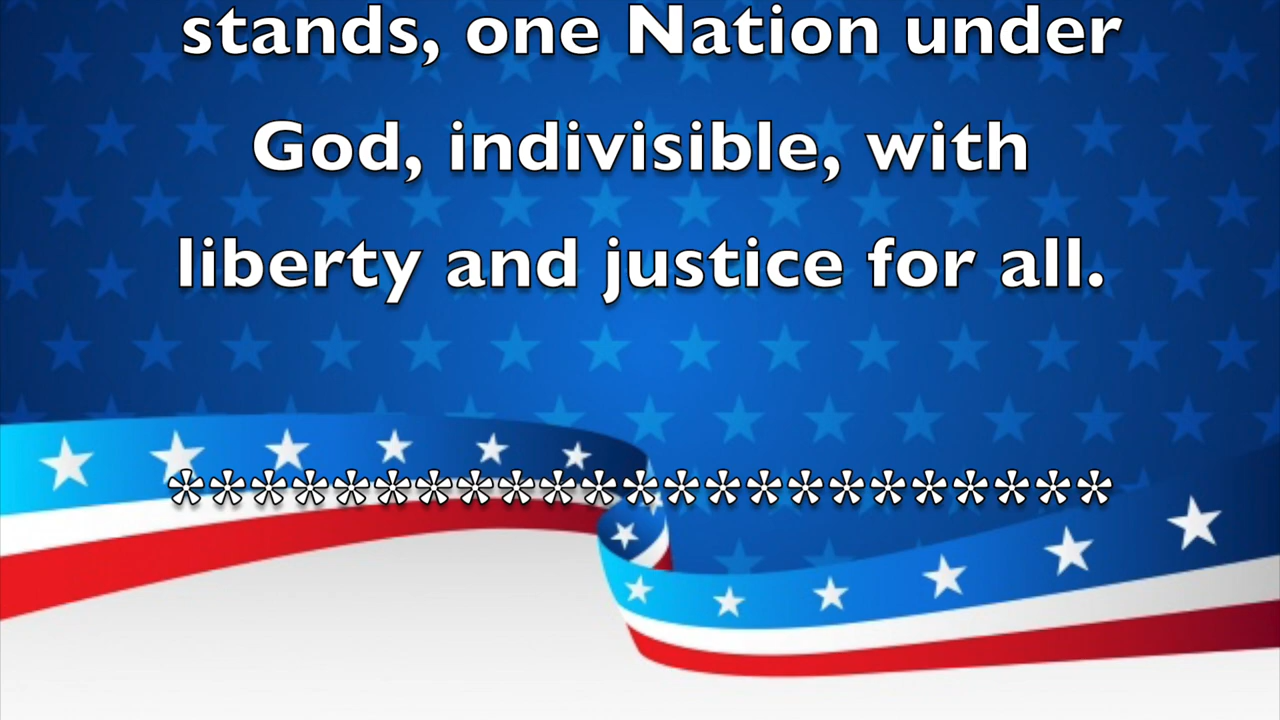 stands, one Nation under
God, indivisible, with
liberty and justice for all.
***********************